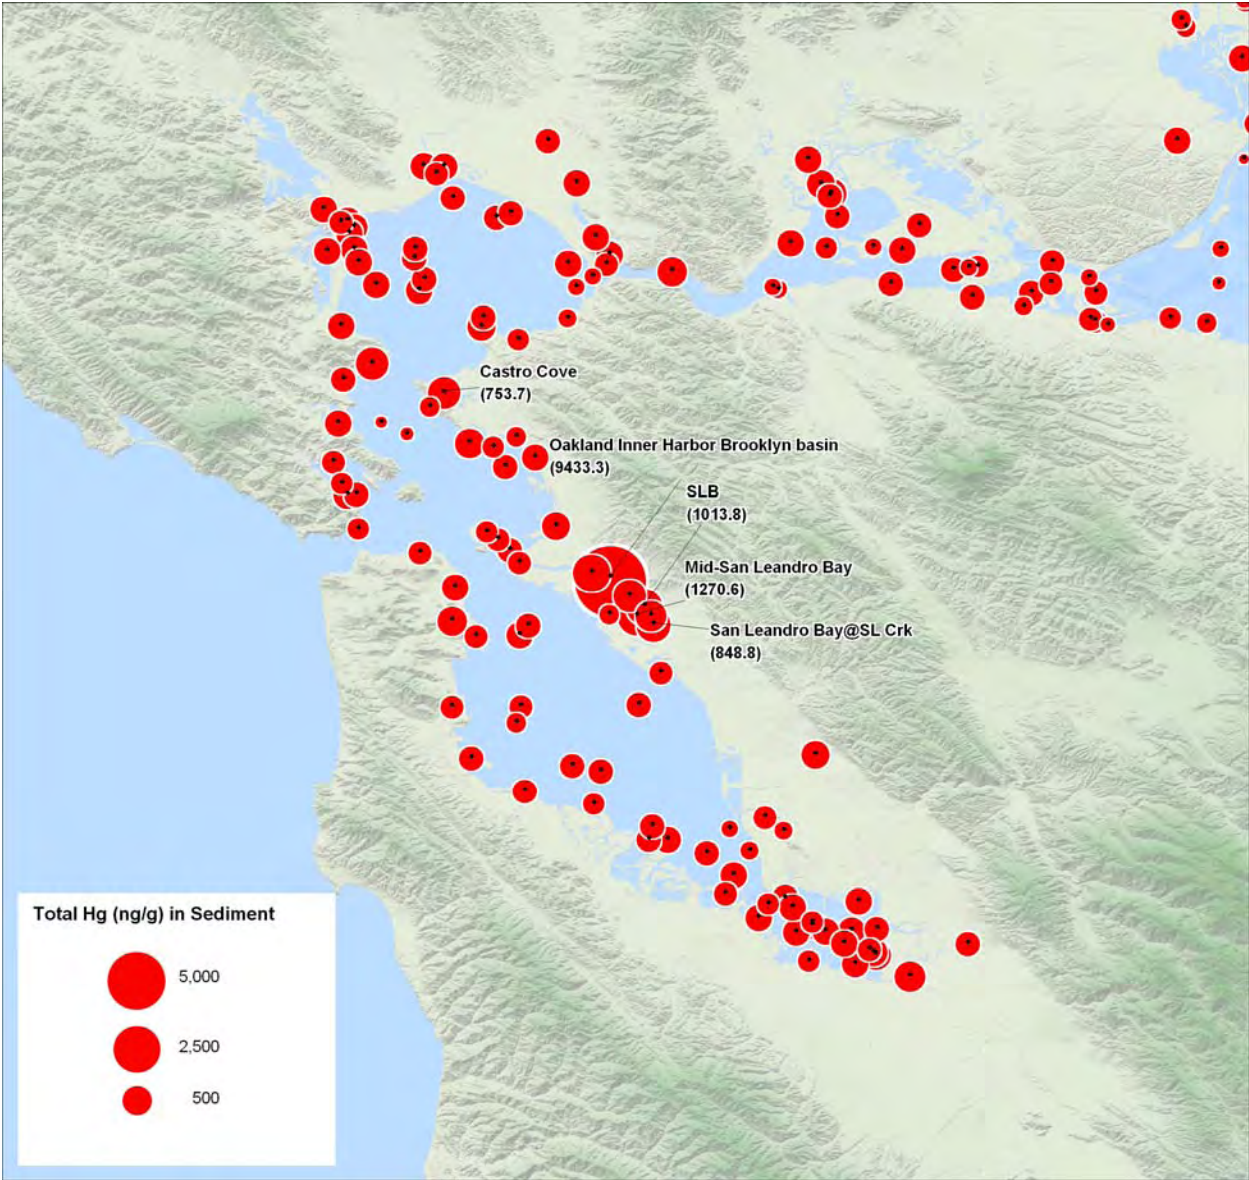 Castro Cove
(753.7)
Oakland Inner Harbor Brooklyn basin
(9433.3)
SLB
(1013.8)
Mid-San Leandro Bay
(1270.6)
San Leandro Bay@SL Crk
(848.8)
Total Hg (ng/g) in Sediment
5,000
2,500
500